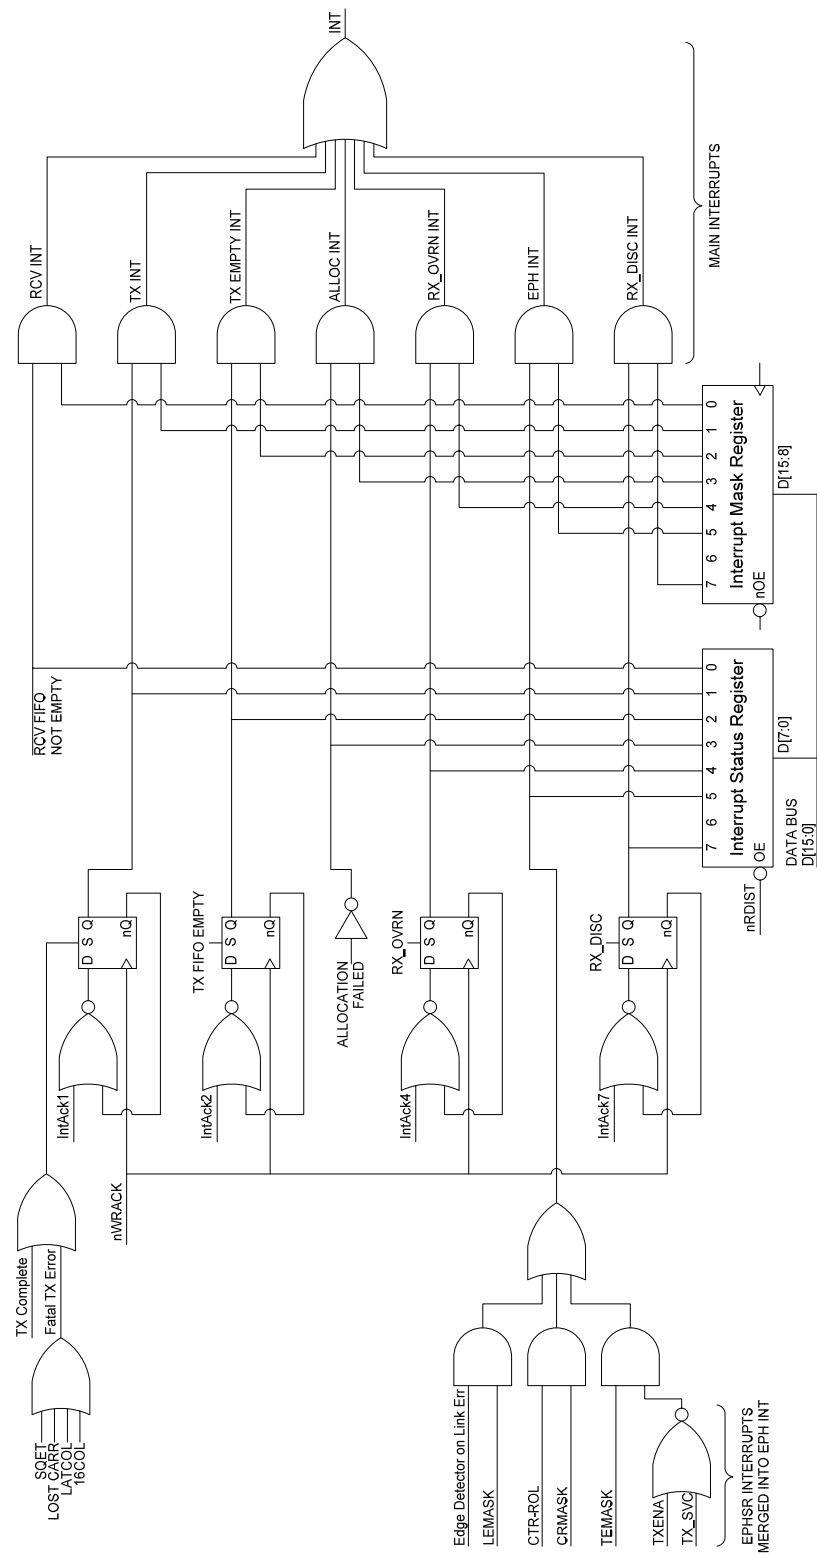 INT
RCV INT
TX INT
TX EMPTY INT
ALLOC INT
RX_OVRN INT
EPH INT
RX_DISC INT
MAIN INTERRUPTS
0
1
2
3
4
5
6
7
Interrupt Mask Register
nOE
D[15:8]
RCV FIFO
NOT EMPTY
0
1
2
3
4
5
6
7
Interrupt Status Register
OE
nRDIST
D[7:0]
DATA BUS
D[15:0]
D S Q
nQ
IntAck1
TX FIFO EMPTY
D S Q
nQ
IntAck2
ALLOCATION
FAILED
RX_OVRN
D S Q
nQ
IntAck4
RX_DISC
D S Q
nQ
IntAck7
nWRACK
TX Complete
Fatal TX Error
SQET
LOST CARR
LATCOL
16COL
Edge Detector on Link Err
LEMASK
CTR-ROL
CRMASK
TEMASK
TXENA
TX_SVC
EPHSR INTERRUPTS
MERGED INTO EPH INT